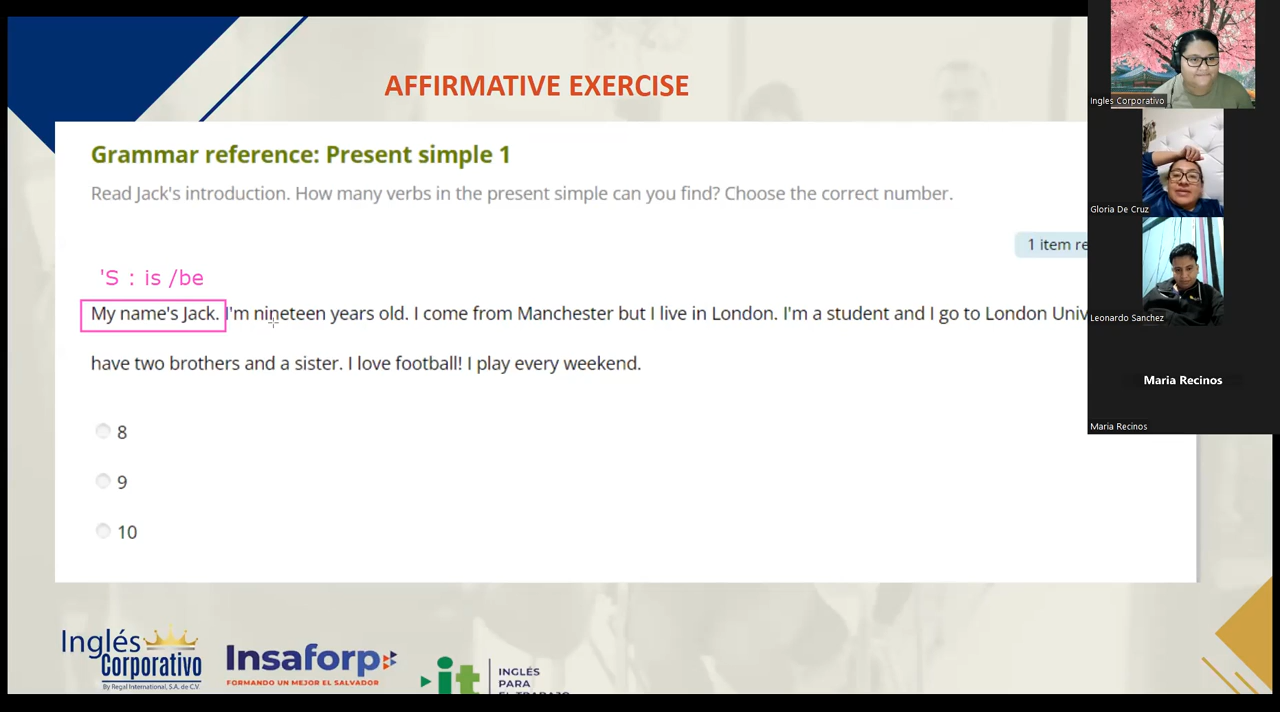 AFFIRMATIVE EXERCISE
Grammar reference: Present simple 1
Read Jack's introduction. How many verbs in the present simple can you find? Choose the correct number.
1 item re
'S : is /be
My name's Jack. I'm nineteen years old. I come from Manchester but I live in London. I'm a student and I go to London Univ
have two brothers and a sister. I love football! I play every weekend.
8
9
10
Ingles Corporativo
Gloria De Cruz
Leonardo Sanchez
Maria Recinos
Maria Recinos
Inglés
Corporativo
By Regal International, S.A. de C.V.
Insaforp
FORMANDO UN MEJOR EL SALVADOR
it
INGLÉS
PARA
EL TRABAJO